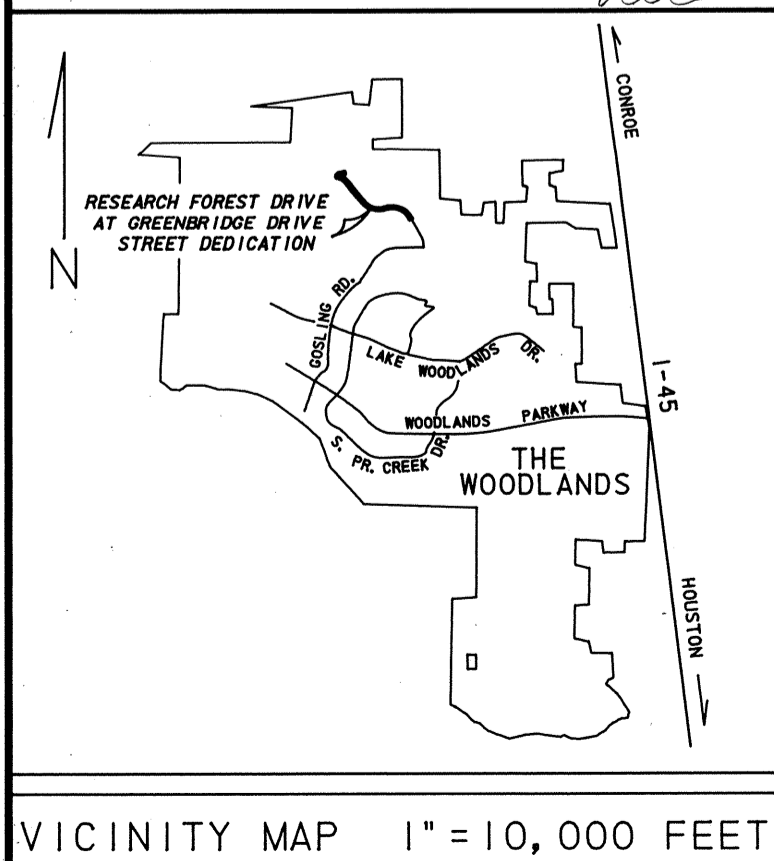 CONROE
RESEARCH FOREST DRIVE
AT GREENBRIDGE DRIVE
STREET DEDICATION
N
GOSLING RD.
LAKE WOODLANDS DR.
I-45
WOODLANDS PARKWAY
S. PR. CREEK DR.
THE
WOODLANDS
HOUSTON
VICINITY MAP 1" = 10,000 FEET